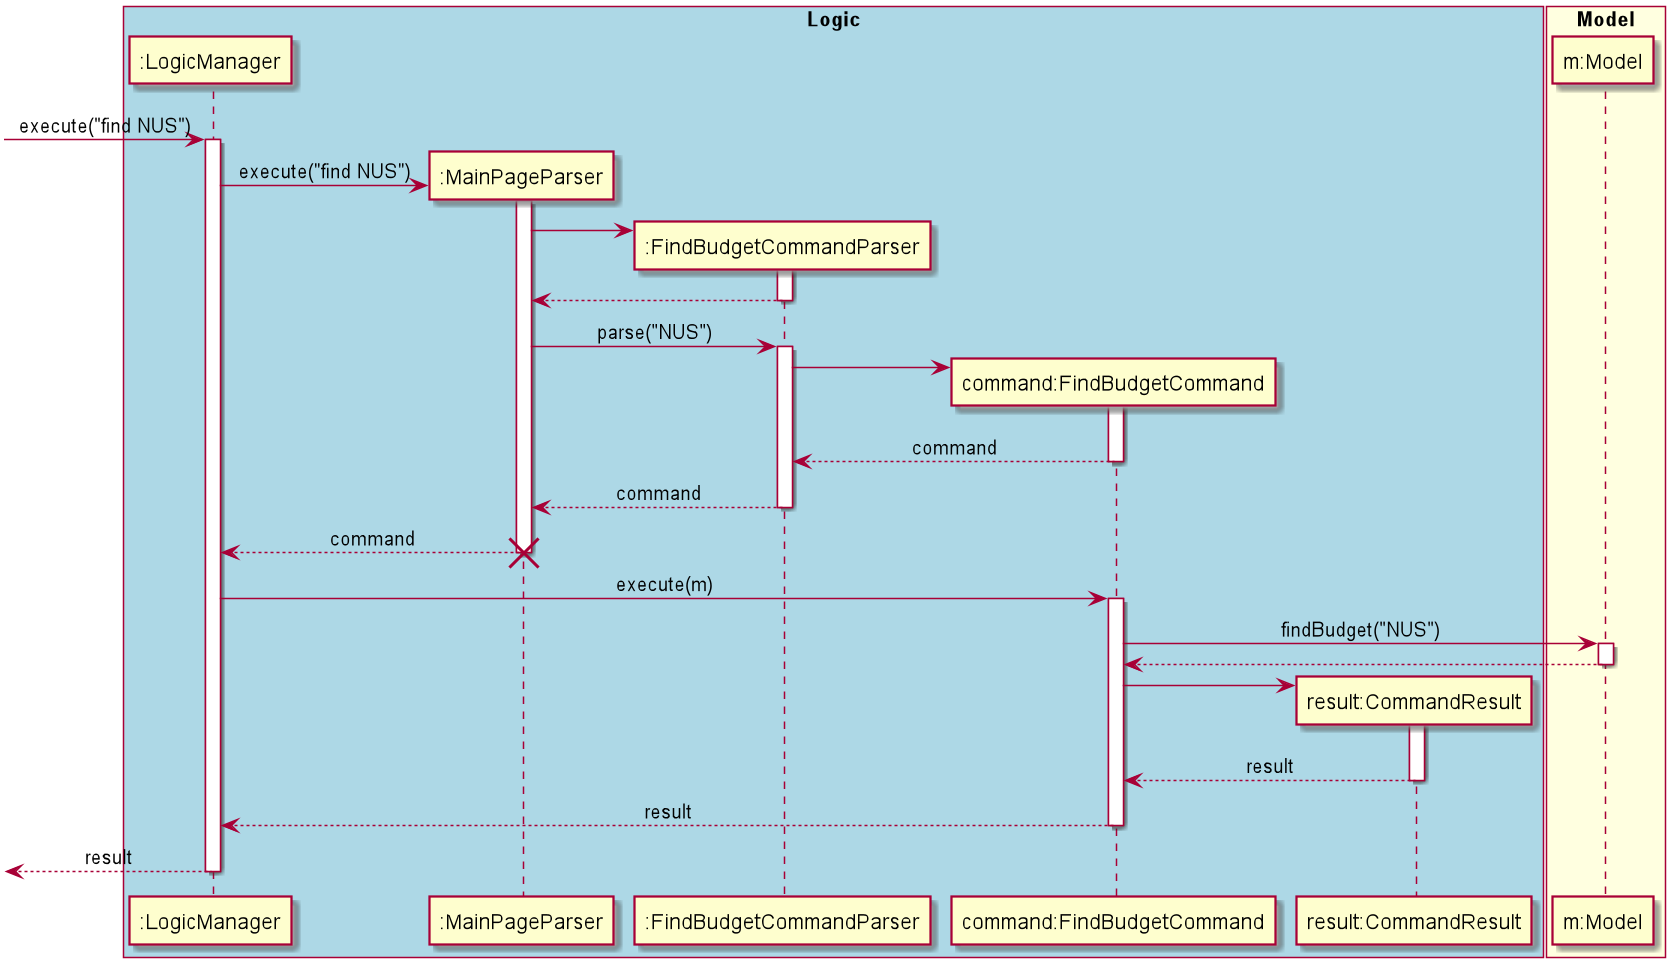 Logic
Model
:LogicManager
m:Model
execute("find NUS")
execute("find NUS")
:MainPageParser
:FindBudgetCommandParser
parse("NUS")
command:FindBudgetCommand
command
command
command
execute(m)
findBudget("NUS")
result:CommandResult
result
result
result
:LogicManager
:MainPageParser
:FindBudgetCommandParser
command:FindBudgetCommand
result:CommandResult
m:Model